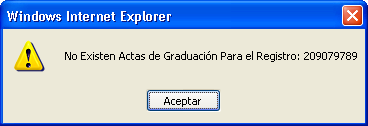 Windows Internet Explorer
No Existen Actas de Graduación Para el Registro: 209079789
Aceptar